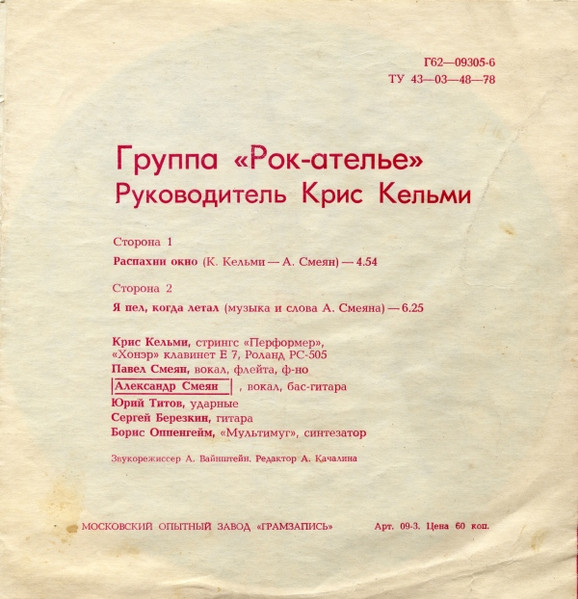 Г62—09305-6
ТУ 43—03—48—78
Группа «Рок-ателье»
Руководитель Крис Кельми
Сторона 1
Распахни окно (К. Кельми — А. Смеян) — 4.54
Сторона 2
Я пел, когда летал (музыка и слова А. Смеяна) — 6.25
Крис Кельми, стрингс «Перформер»,
«Хонэр» клавинет Е 7, Роланд РС-505
Павел Смеян, вокал, флейта, ф-но
Александр Смеян , вокал, бас-гитара
Юрий Титов, ударные
Сергей Березкин, гитара
Борис Оппенгейм, «Мультимуг», синтезатор
Звукорежиссер А. Вайнштейн. Редактор А. Качалина
МОСКОВСКИЙ ОПЫТНЫЙ ЗАВОД «ГРАМЗАПИСЬ» Арт. 09-3. Цена 60 коп.